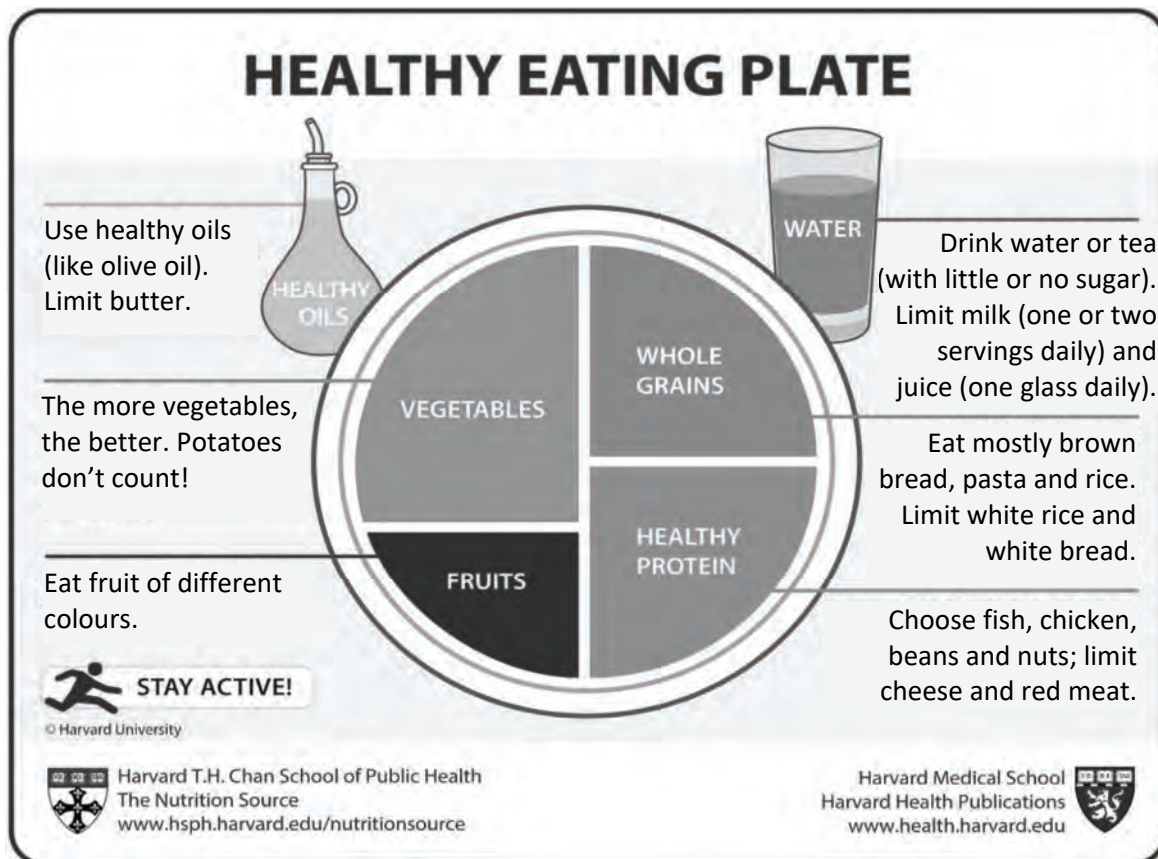 HEALTHY EATING PLATE
Use healthy oils
(like olive oil).
Limit butter.
HEALTHY
OILS
The more vegetables,
the better. Potatoes
don’t count!
Eat fruit of different
colours.
VEGETABLES
FRUITS
WHOLE
GRAINS
HEALTHY
PROTEIN
WATER
Drink water or tea
(with little or no sugar).
Limit milk (one or two
servings daily) and
juice (one glass daily).
Eat mostly brown
bread, pasta and rice.
Limit white rice and
white bread.
Choose fish, chicken,
beans and nuts; limit
cheese and red meat.
STAY ACTIVE!
© Harvard University
Harvard T.H. Chan School of Public Health
The Nutrition Source
www.hsph.harvard.edu/nutritionsource
Harvard Medical School
Harvard Health Publications
www.health.harvard.edu